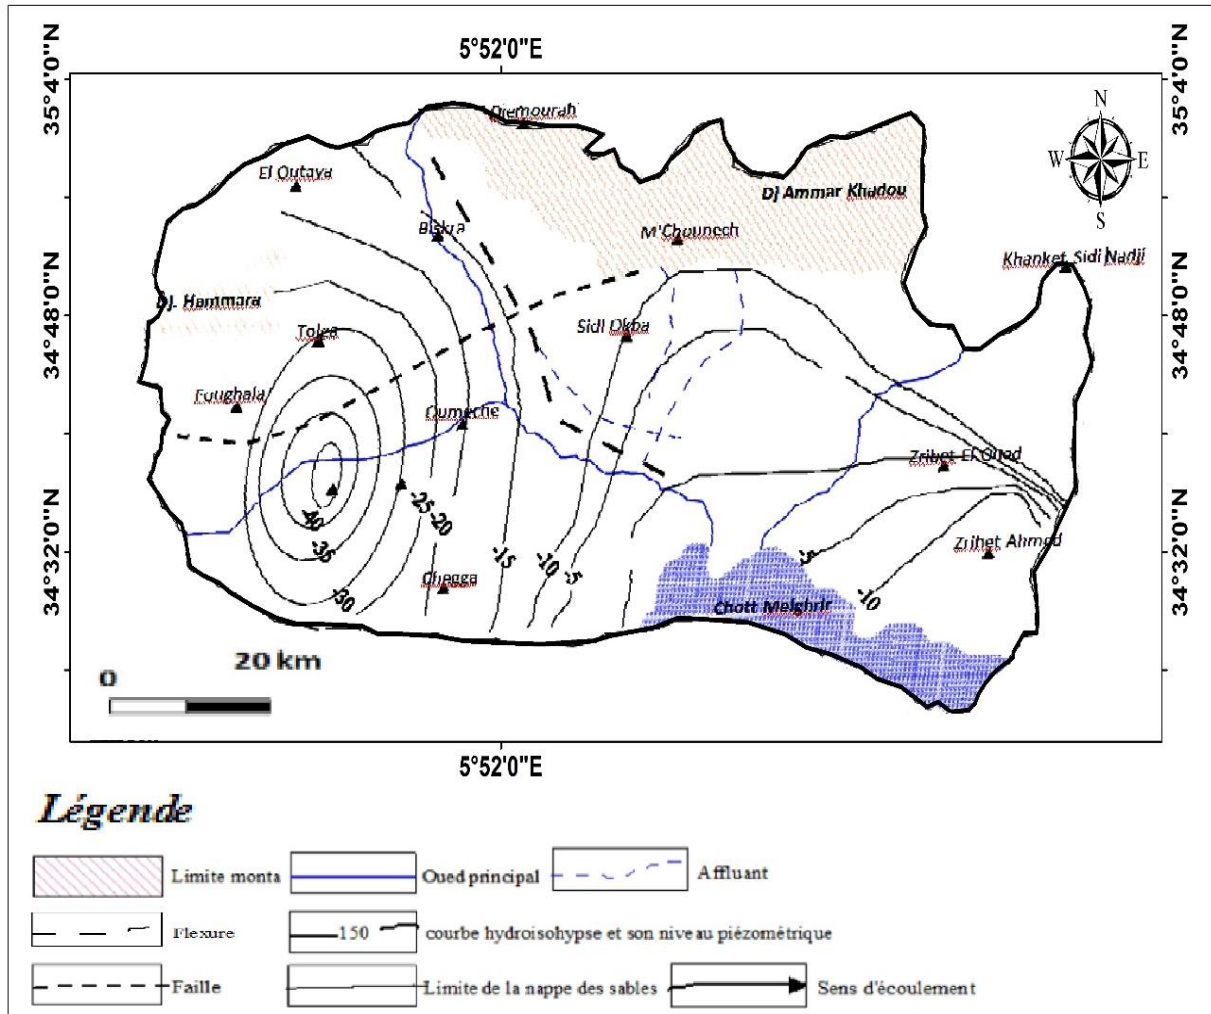 5°52'0"E
35°4'0"N
35°4'0"N
N
W
E
S
Djemourah
El Outaya
Dj Ammar Khadou
Biskra
M'Chounech
Khanket Sidi Nadji
34°48'0"N
34°48'0"N
DJ. Hammara
Tolga
Sidi Okba
Foughala
Oumeche
Zribet El Oued
34°32'0"N
34°32'0"N
-40
-35
-30
-25
-20
-15
-10
-5
-5
-10
Zribet Ahmed
Chegga
Chott Melghrir
0
20 km
5°52'0"E
Légende
Limite monta
Oued principal
Affluant
Flexure
150
courbe hydroisohypse et son niveau piézométrique
Faille
Limite de la nappe des sables
Sens d'écoulement